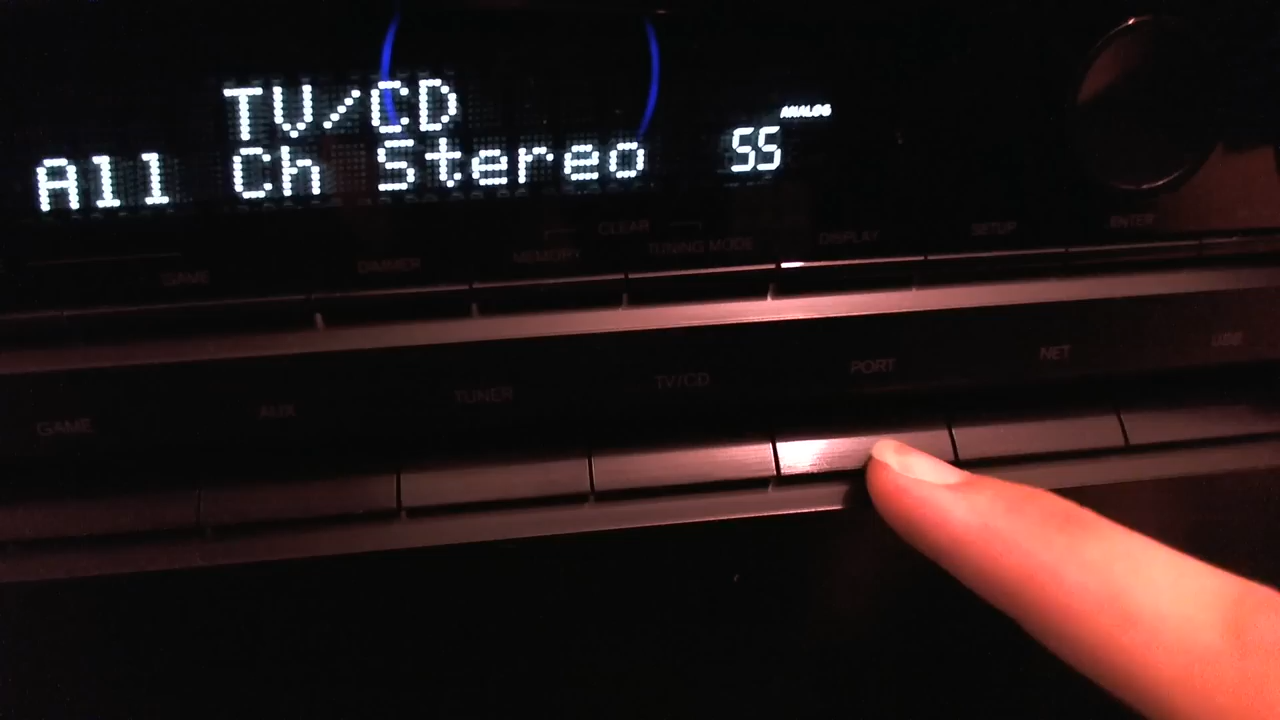 TV/CD
ANALOG
All Ch Stereo 55
CLEAR
GAME DIMMER MEMORY TUNING MODE DISPLAY SETUP ENTER
GAME AUX TUNER TV/CD PORT NET USB